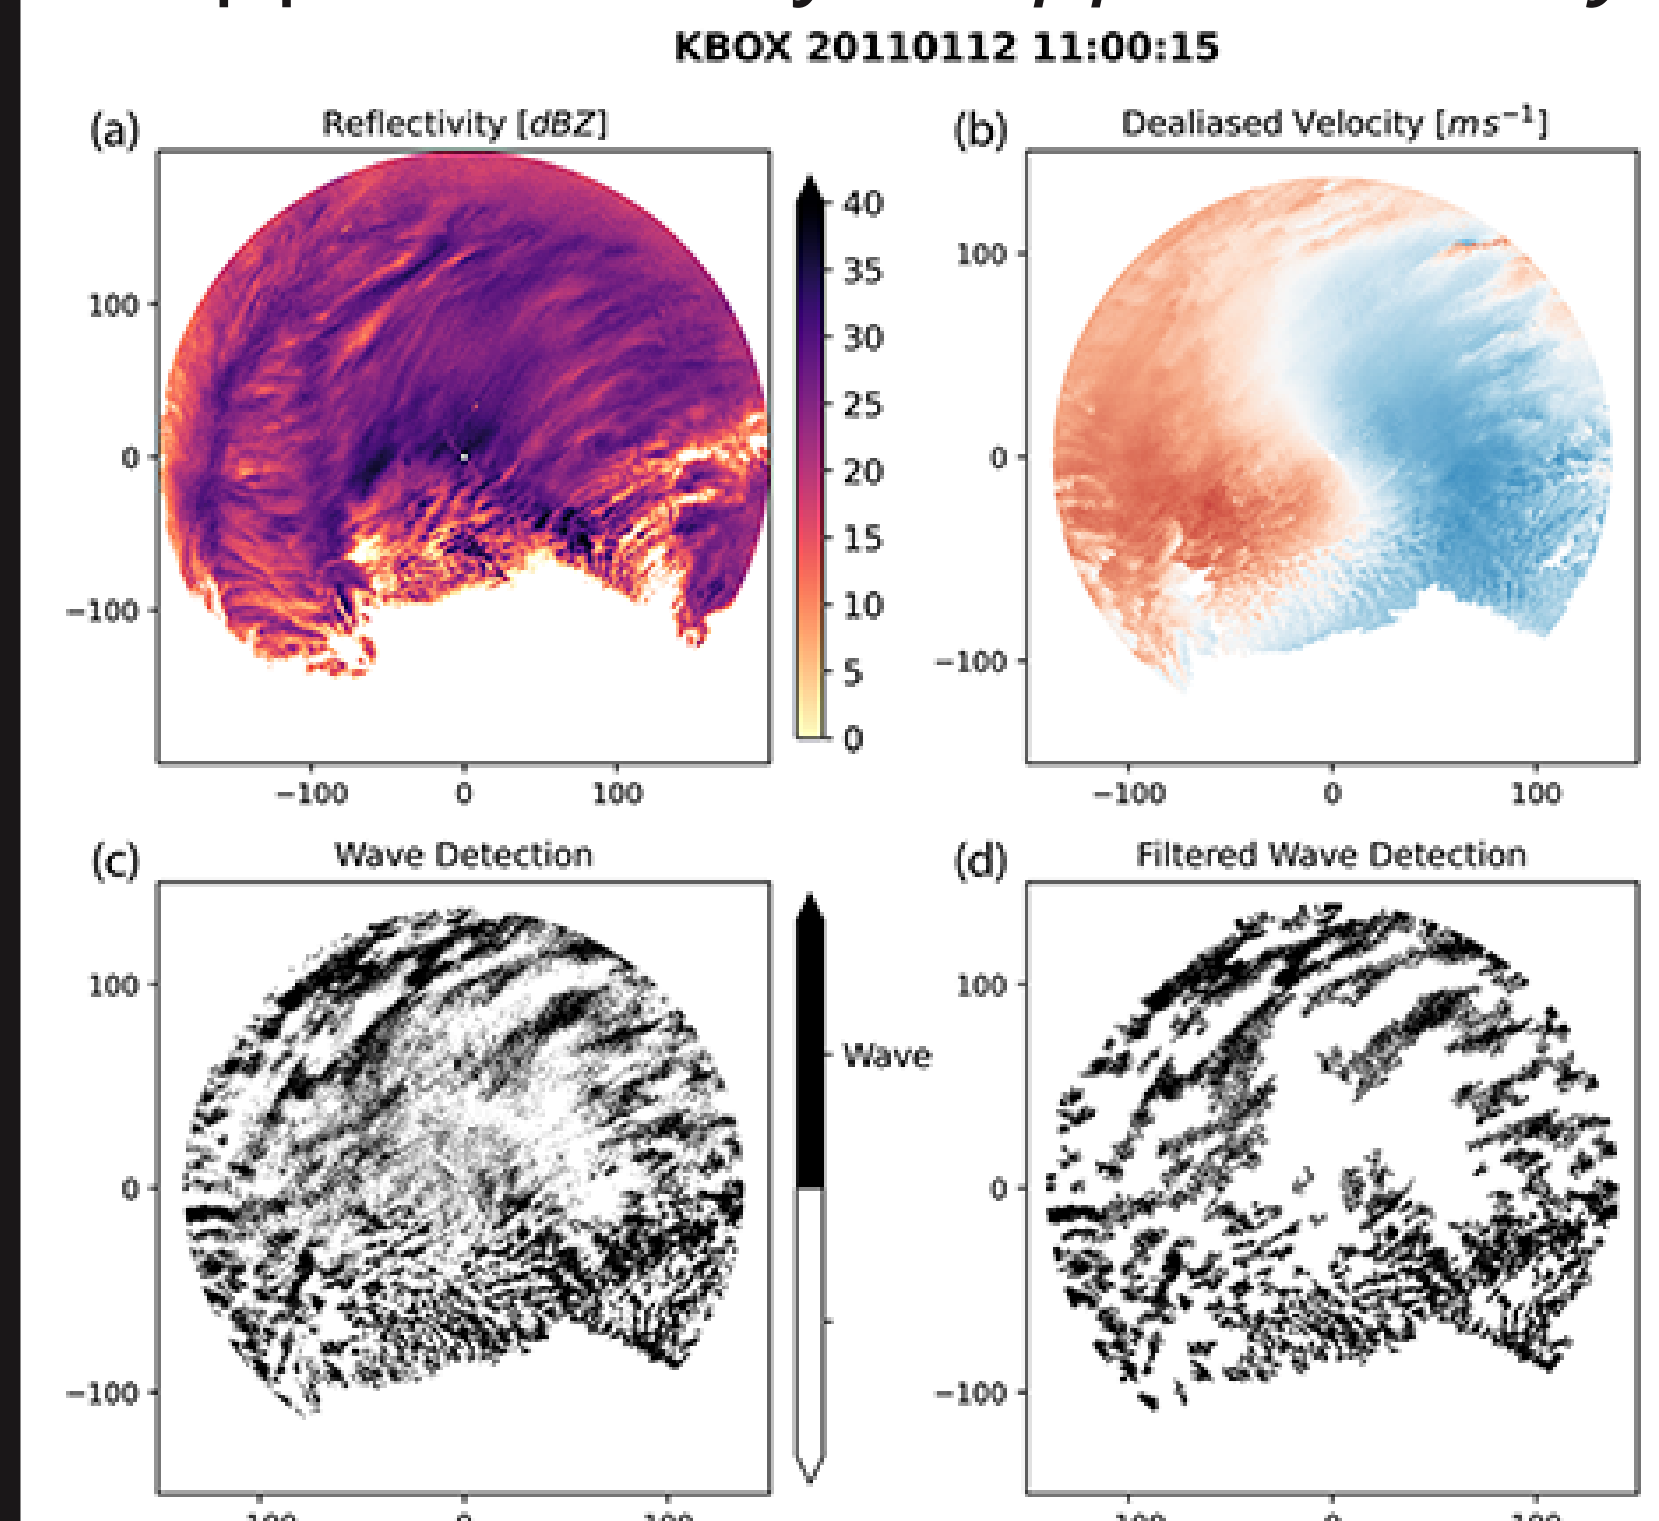 KBOX 20110112 11:00:15
(a) Reflectivity [dBZ]
(b) Dealiased Velocity [ms⁻¹]
40
35
30
25
20
15
10
5
0
100
0
−100
−100 0 100
100
0
−100
−100 0 100
(c) Wave Detection
(d) Filtered Wave Detection
100
0
−100
Wave
100
0
−100